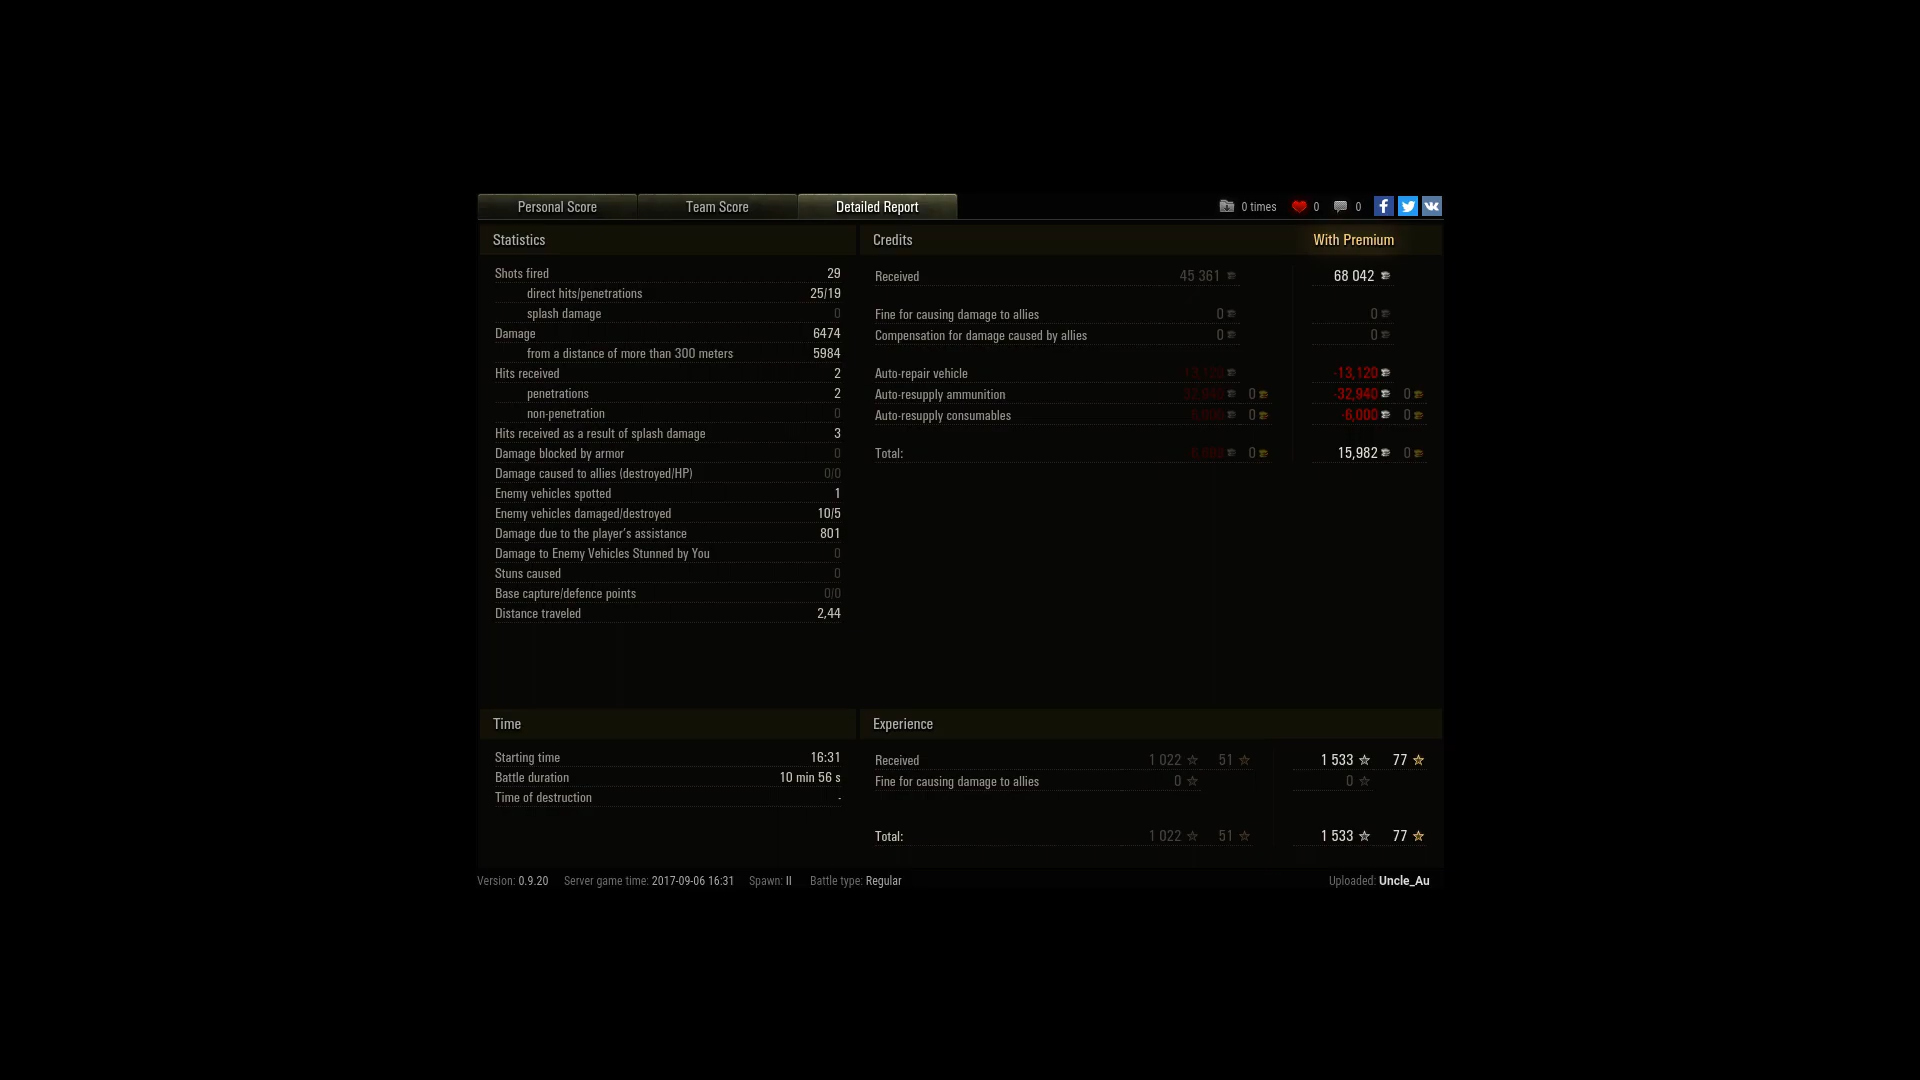 Personal Score Team Score Detailed Report 0 times 0 0
Statistics
Shots fired 29
direct hits/penetrations 25/19
splash damage 0
Damage 6474
from a distance of more than 300 meters 5984
Hits received 2
penetrations 2
non-penetration 0
Hits received as a result of splash damage 3
Damage blocked by armor 0
Damage caused to allies (destroyed/HP) 0/0
Enemy vehicles spotted 1
Enemy vehicles damaged/destroyed 10/5
Damage due to the player's assistance 801
Damage to Enemy Vehicles Stunned by You 0
Stuns caused 0
Base capture/defence points 0/0
Distance traveled 2,44
Credits With Premium
Received 45 361 68 042
Fine for causing damage to allies 0 0
Compensation for damage caused by allies 0 0
Auto-repair vehicle -13,120
Auto-resupply ammunition 0 -32,940 0
Auto-resupply consumables 0 -6,000 0
Total: 0 15,982 0
Time
Starting time 16:31
Battle duration 10 min 56 s
Time of destruction -
Experience
Received 1 022 51 1 533 77
Fine for causing damage to allies 0 0
Total: 1 022 51 1 533 77
Version: 0.9.20 Server game time: 2017-09-06 16:31 Spawn: II Battle type: Regular Uploaded: Uncle_Au